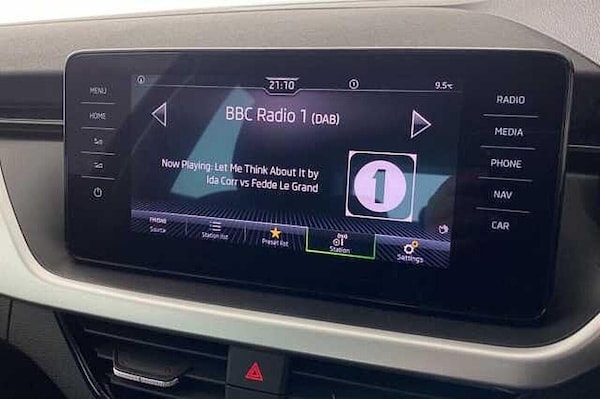 21:10
9.5°C
MENU
HOME
RADIO
MEDIA
PHONE
NAV
CAR
BBC Radio 1 (DAB)
Now Playing: Let Me Think About It by
Ida Corr vs Fedde Le Grand
1
Source
Station list
Preset list
Station
Settings